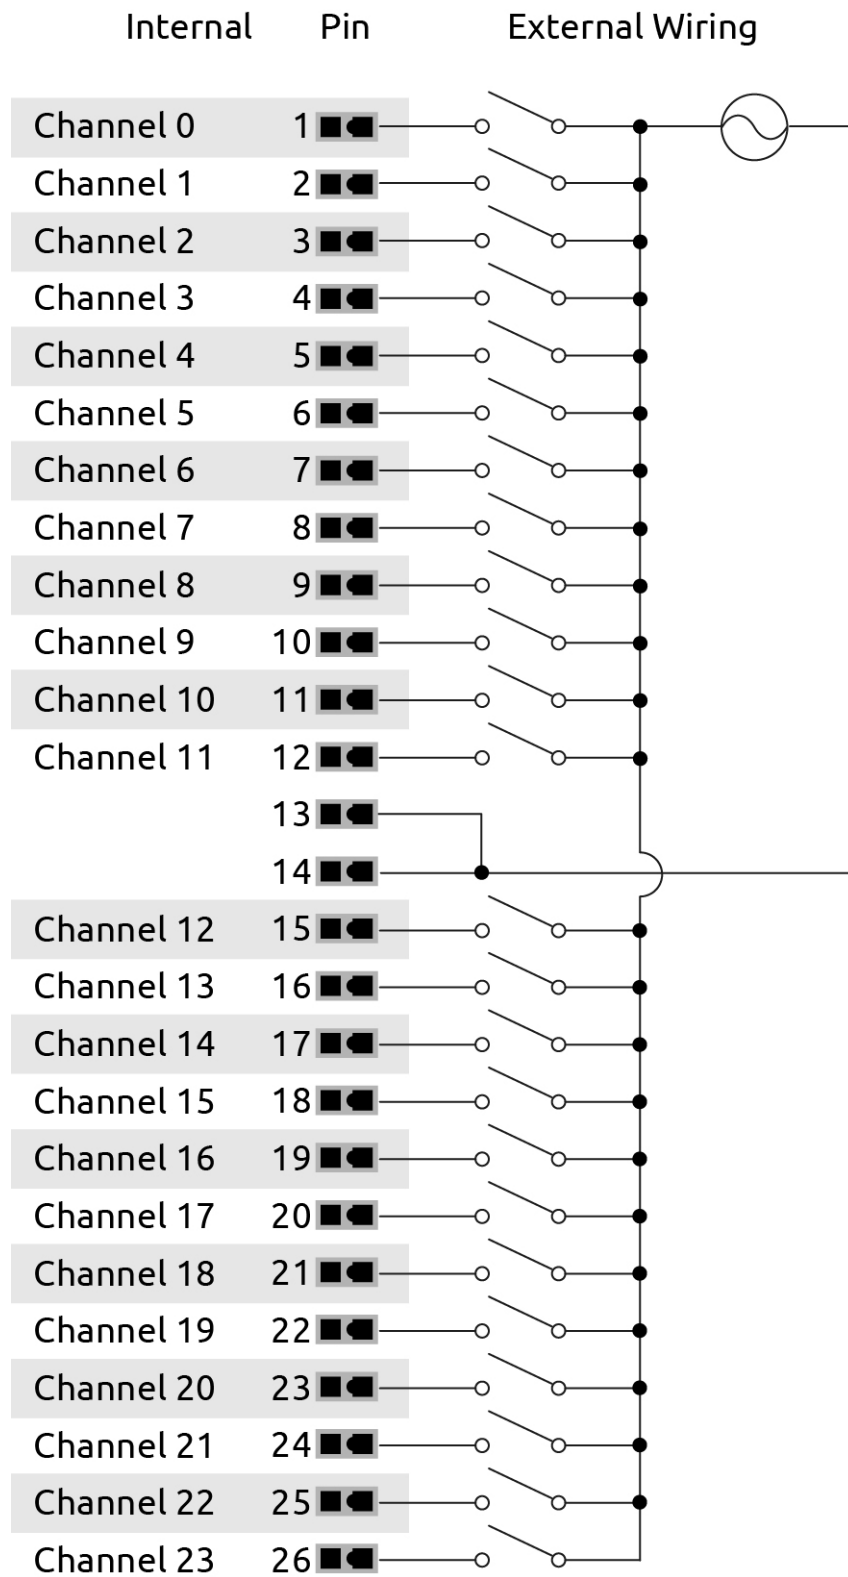 Internal Pin External Wiring
Channel 0 1
Channel 1 2
Channel 2 3
Channel 3 4
Channel 4 5
Channel 5 6
Channel 6 7
Channel 7 8
Channel 8 9
Channel 9 10
Channel 10 11
Channel 11 12
13
14
Channel 12 15
Channel 13 16
Channel 14 17
Channel 15 18
Channel 16 19
Channel 17 20
Channel 18 21
Channel 19 22
Channel 20 23
Channel 21 24
Channel 22 25
Channel 23 26